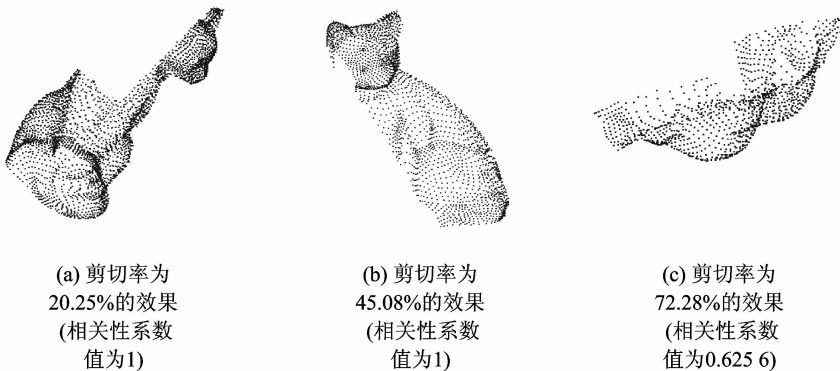 (a) 剪切率为
20.25%的效果
(相关性系数
值为1)
(b) 剪切率为
45.08%的效果
(相关性系数
值为1)
(c) 剪切率为
72.28%的效果
(相关性系数
值为0.625 6)